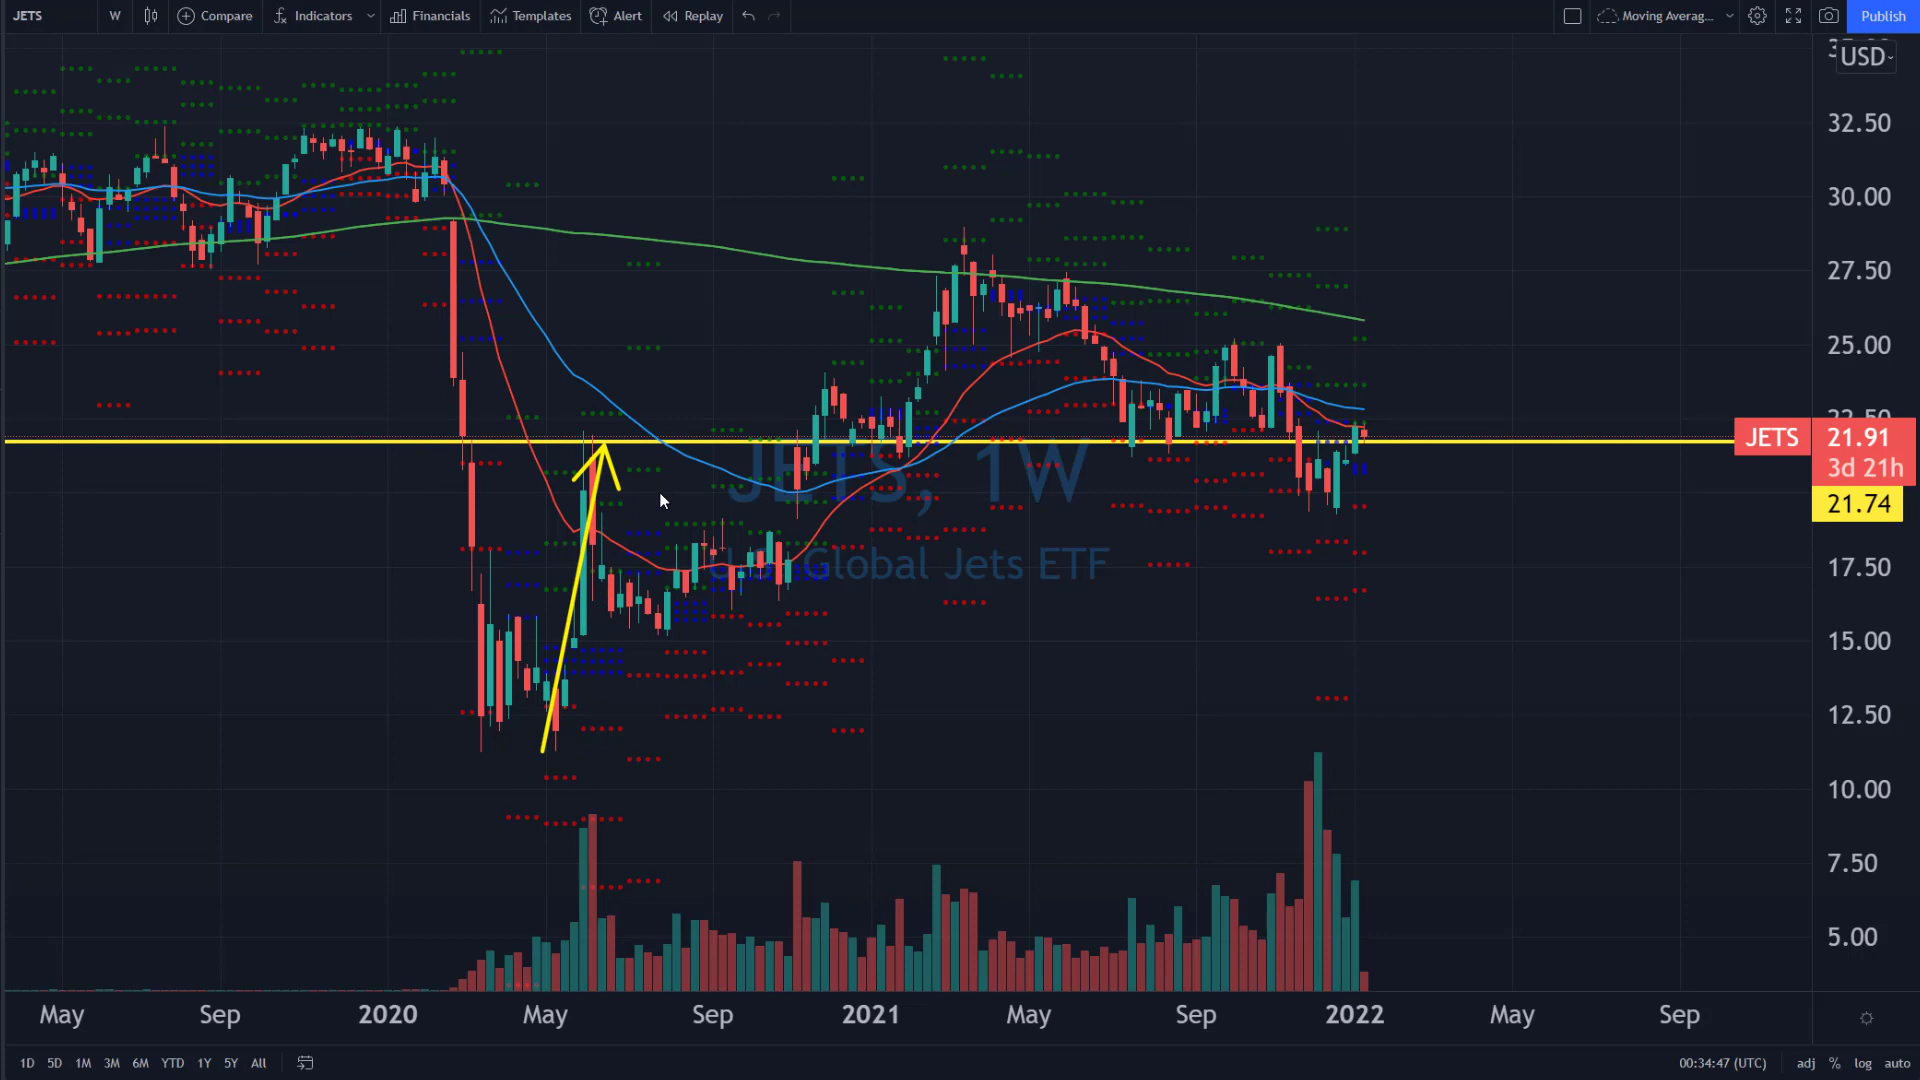 JETS W Compare Indicators Financials Templates Alert Replay Moving Averag... Publish
USD
32.50
30.00
27.50
25.00
22.50
JETS 21.91
3d 21h
21.74
JETS, 1W
US Global Jets ETF
17.50
15.00
12.50
10.00
7.50
5.00
May Sep 2020 May Sep 2021 May Sep 2022 May Sep
1D 5D 1M 3M 6M YTD 1Y 5Y All 00:34:47 (UTC) adj % log auto